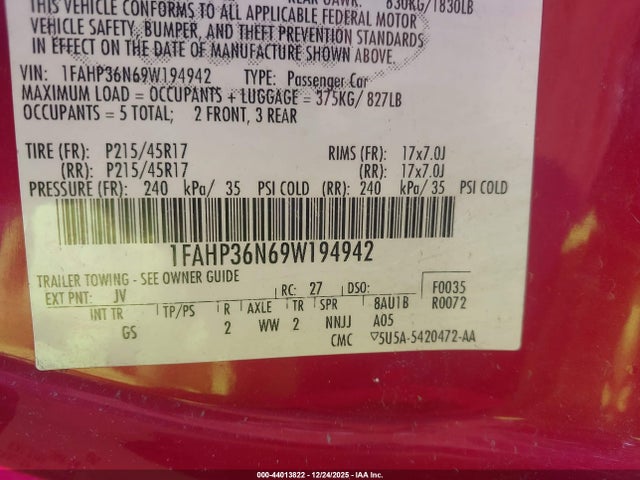 REAR GAWR: 830KG/1830LB
THIS VEHICLE CONFORMS TO ALL APPLICABLE FEDERAL MOTOR
VEHICLE SAFETY, BUMPER, AND THEFT PREVENTION STANDARDS
IN EFFECT ON THE DATE OF MANUFACTURE SHOWN ABOVE.
VIN: 1FAHP36N69W194942 TYPE: Passenger Car
MAXIMUM LOAD = OCCUPANTS + LUGGAGE = 375KG/ 827LB
OCCUPANTS = 5 TOTAL; 2 FRONT, 3 REAR
TIRE (FR): P215/45R17 RIMS (FR): 17x7.0J
(RR): P215/45R17 (RR): 17x7.0J
PRESSURE (FR): 240 kPa/ 35 PSI COLD (RR): 240 kPa/ 35 PSI COLD
1FAHP36N69W194942
TRAILER TOWING - SEE OWNER GUIDE
EXT PNT: JV RC: 27 DSO: F0035
INT TR TP/PS R AXLE TR SPR 8AU1B R0072
GS 2 WW 2 NNJJ A05
CMC ▽5U5A-5420472-AA
000-44013822 - 12/24/2025 - IAA Inc.